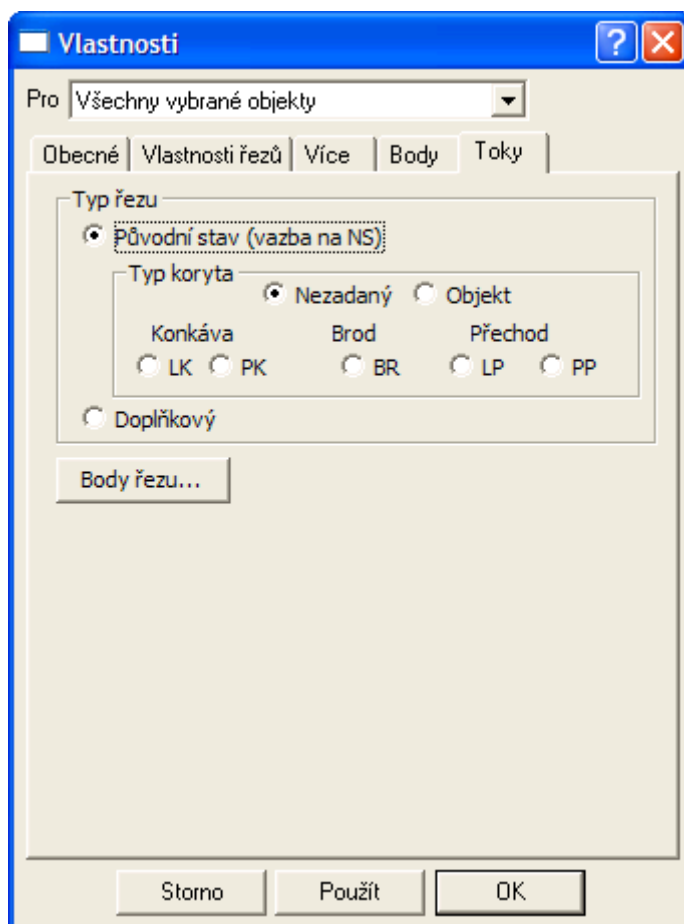 Vlastnosti
Pro Všechny vybrané objekty
Obecné Vlastnosti řezů Více Body Toky
Typ řezu
Původní stav (vazba na NS)
Typ koryta
Nezadaný Objekt
Konkáva Brod Přechod
LK PK BR LP PP
Doplňkový
Body řezu...
Storno Použít OK